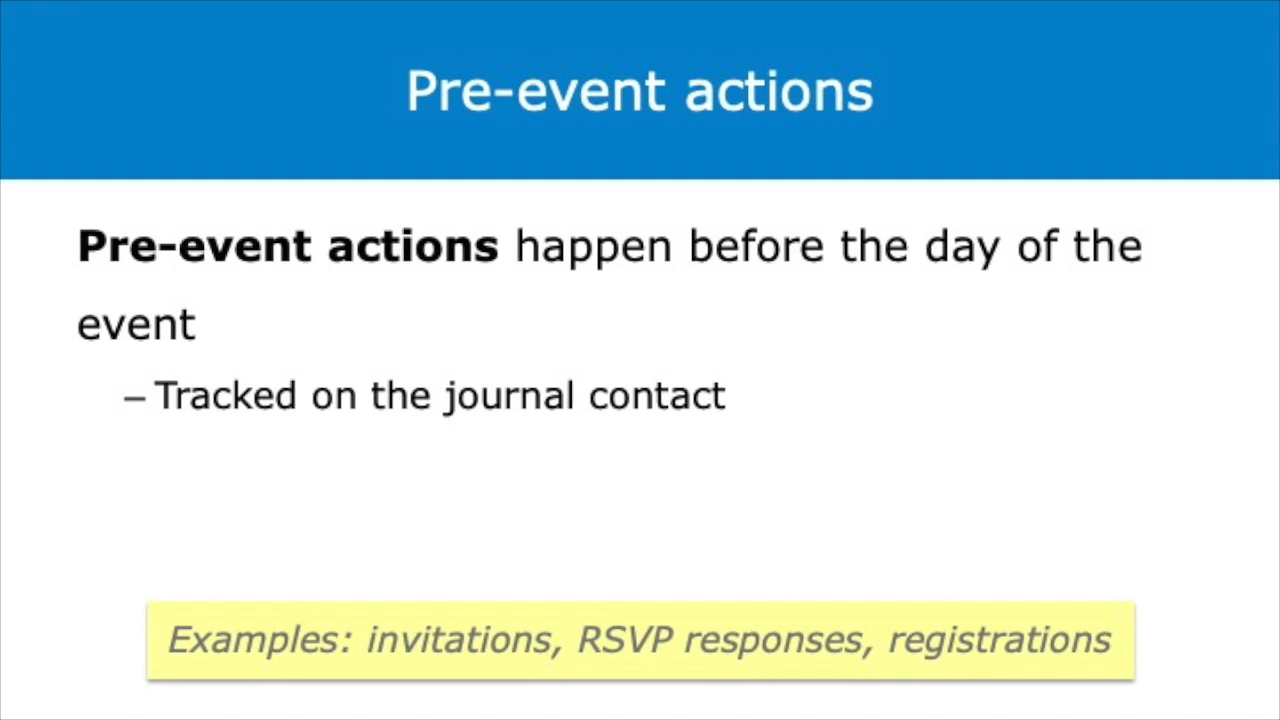 Pre-event actions
Pre-event actions happen before the day of the
event
– Tracked on the journal contact
Examples: invitations, RSVP responses, registrations